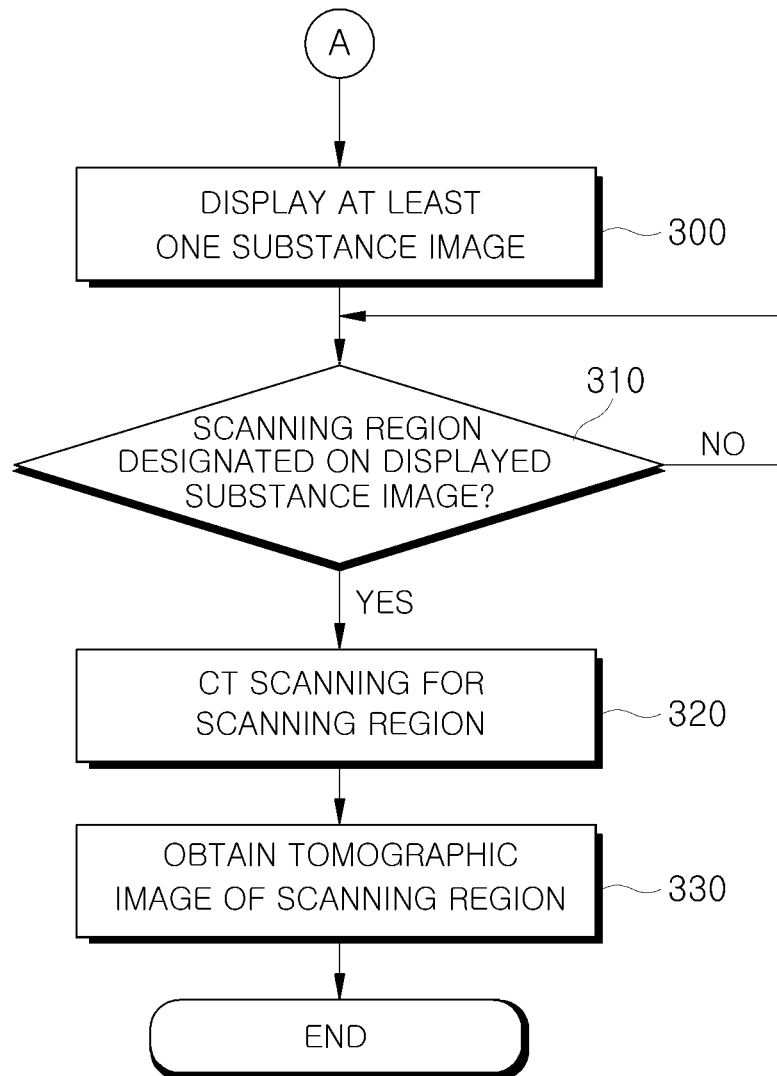 A
DISPLAY AT LEAST
ONE SUBSTANCE IMAGE
300
310
SCANNING REGION
DESIGNATED ON DISPLAYED
SUBSTANCE IMAGE?
NO
YES
CT SCANNING FOR
SCANNING REGION
320
OBTAIN TOMOGRAPHIC
IMAGE OF SCANNING REGION
330
END